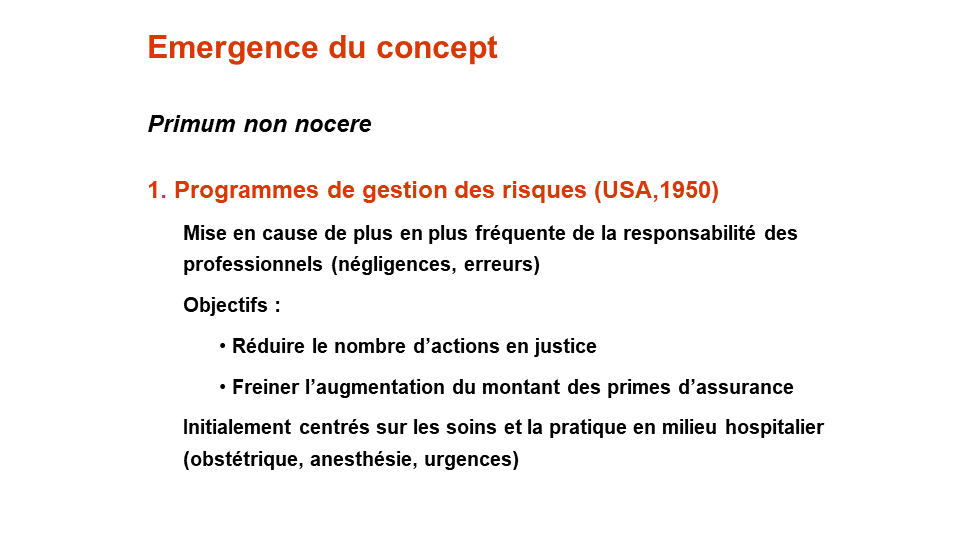 Emergence du concept
Primum non nocere
1. Programmes de gestion des risques (USA,1950)
Mise en cause de plus en plus fréquente de la responsabilité des
professionnels (négligences, erreurs)
Objectifs :
• Réduire le nombre d’actions en justice
• Freiner l’augmentation du montant des primes d’assurance
Initialement centrés sur les soins et la pratique en milieu hospitalier
(obstétrique, anesthésie, urgences)